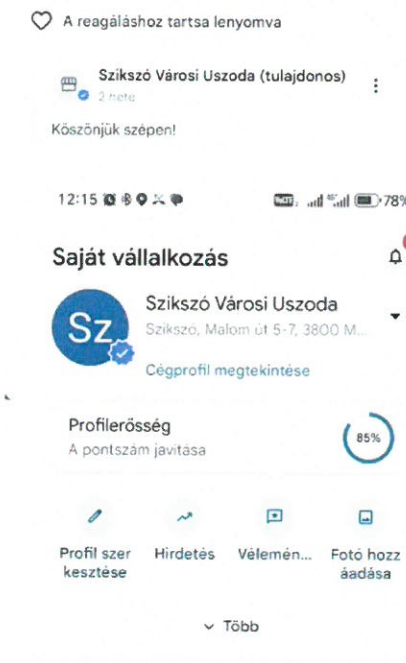 A reagáláshoz tartsa lenyomva
Szikszó Városi Uszoda (tulajdonos)
2 hete
Köszönjük szépen!
12:15
78%
Saját vállalkozás
Sz
Szikszó Városi Uszoda
Szikszó, Malom út 5-7, 3800 M...
Cégprofil megtekintése
Profilerősség
A pontszám javítása
85%
Profil szer
kesztése
Hirdetés
Vélemén...
Fotó hozz
áadása
Több